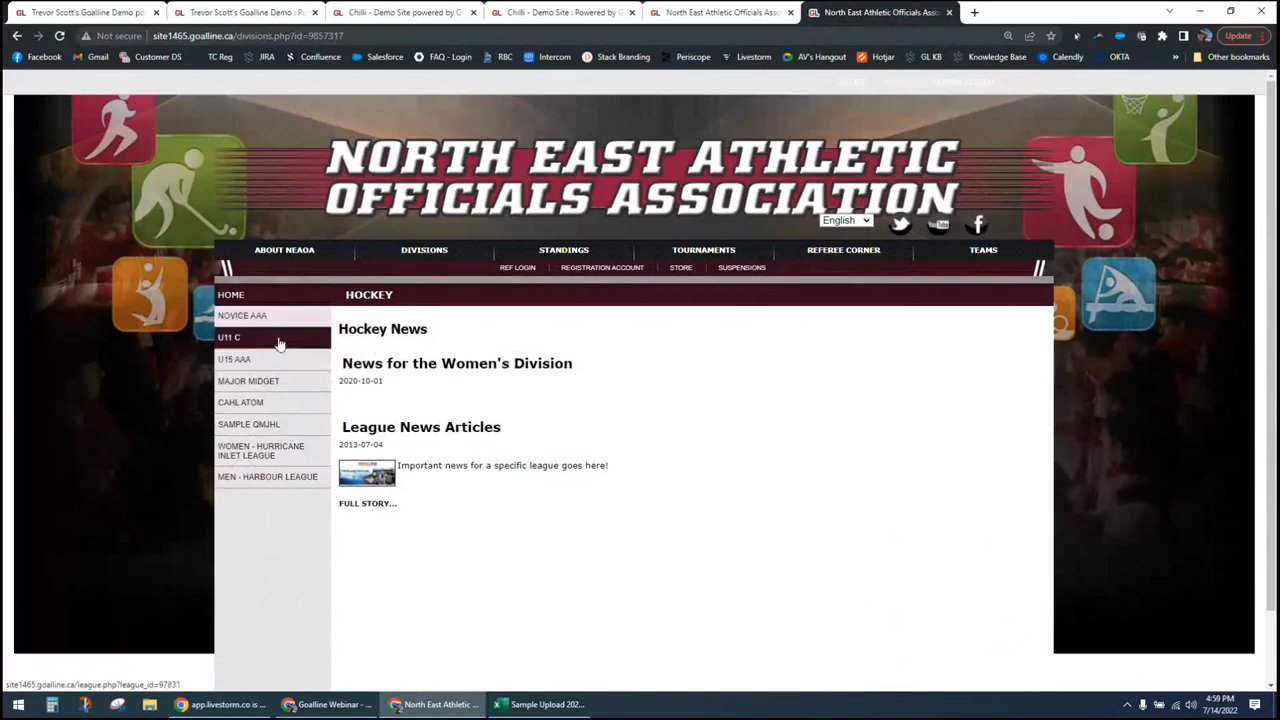 Trevor Scott's Goalline Demo po
Trevor Scott's Goalline Demo : P
Chilli - Demo Site powered by G
Chilli - Demo Site : Powered by G
North East Athletic Officials Asso
North East Athletic Officials Asso
Not secure
site1465.goalline.ca/divisions.php?id=9857317
Update
Facebook
Gmail
Customer DS
TC Reg
JIRA
Confluence
Salesforce
FAQ - Login
RBC
Intercom
Stack Branding
Periscope
Livestorm
AV's Hangout
Hotjar
GL KB
Knowledge Base
Calendly
OKTA
»
Other bookmarks
NORTH EAST ATHLETIC
OFFICIALS ASSOCIATION
English
You Tube
ABOUT NEAOA
DIVISIONS
STANDINGS
TOURNAMENTS
REFEREE CORNER
TEAMS
REF LOGIN
REGISTRATION ACCOUNT
STORE
SUSPENSIONS
HOME
NOVICE AAA
U11 C
U15 AAA
MAJOR MIDGET
CAHL ATOM
SAMPLE QMJHL
WOMEN - HURRICANE
INLET LEAGUE
MEN - HARBOUR LEAGUE
HOCKEY
Hockey News
News for the Women's Division
2020-10-01
League News Articles
2013-07-04
Important news for a specific league goes here!
FULL STORY...
site1465.goalline.ca/league.php?league_id=97831
app.livestorm.co is ...
Goalline Webinar - ...
North East Athletic ...
Sample Upload 202...
4:59 PM
7/14/2022